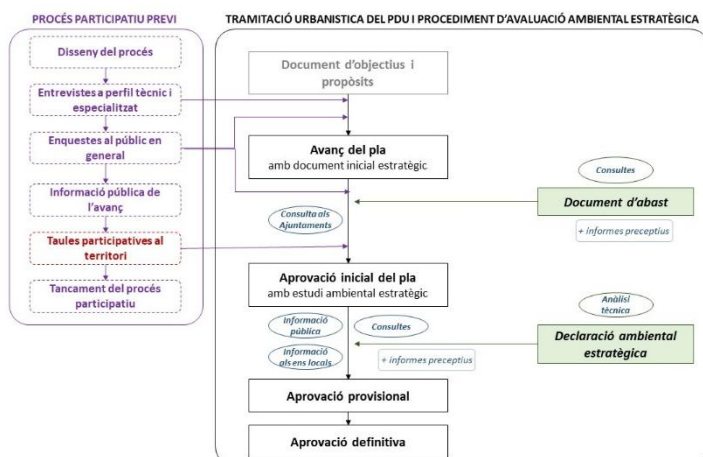 PROCÉS PARTICIPATIU PREVI
Disseny del procés
Entrevistes a perfil tècnic i
especialitzat
Enquestes al públic en
general
Informació pública de
l'avanç
Taules participatives al
territori
Tancament del procés
participatiu
TRAMITACIÓ URBANISTICA DEL PDU I PROCEDIMENT D'AVALUACIÓ AMBIENTAL ESTRATÈGICA
Document d'objectius i
propòsits
Avanç del pla
amb document inicial estratègic
Consultes
Document d'abast
+ informes preceptius
Consulta als
Ajuntaments
Aprovació inicial del pla
amb estudi ambiental estratègic
Informació
pública
Consultes
Informació
als ens locals
+ informes preceptius
Anàlisi
tècnica
Declaració ambiental
estratègica
Aprovació provisional
Aprovació definitiva